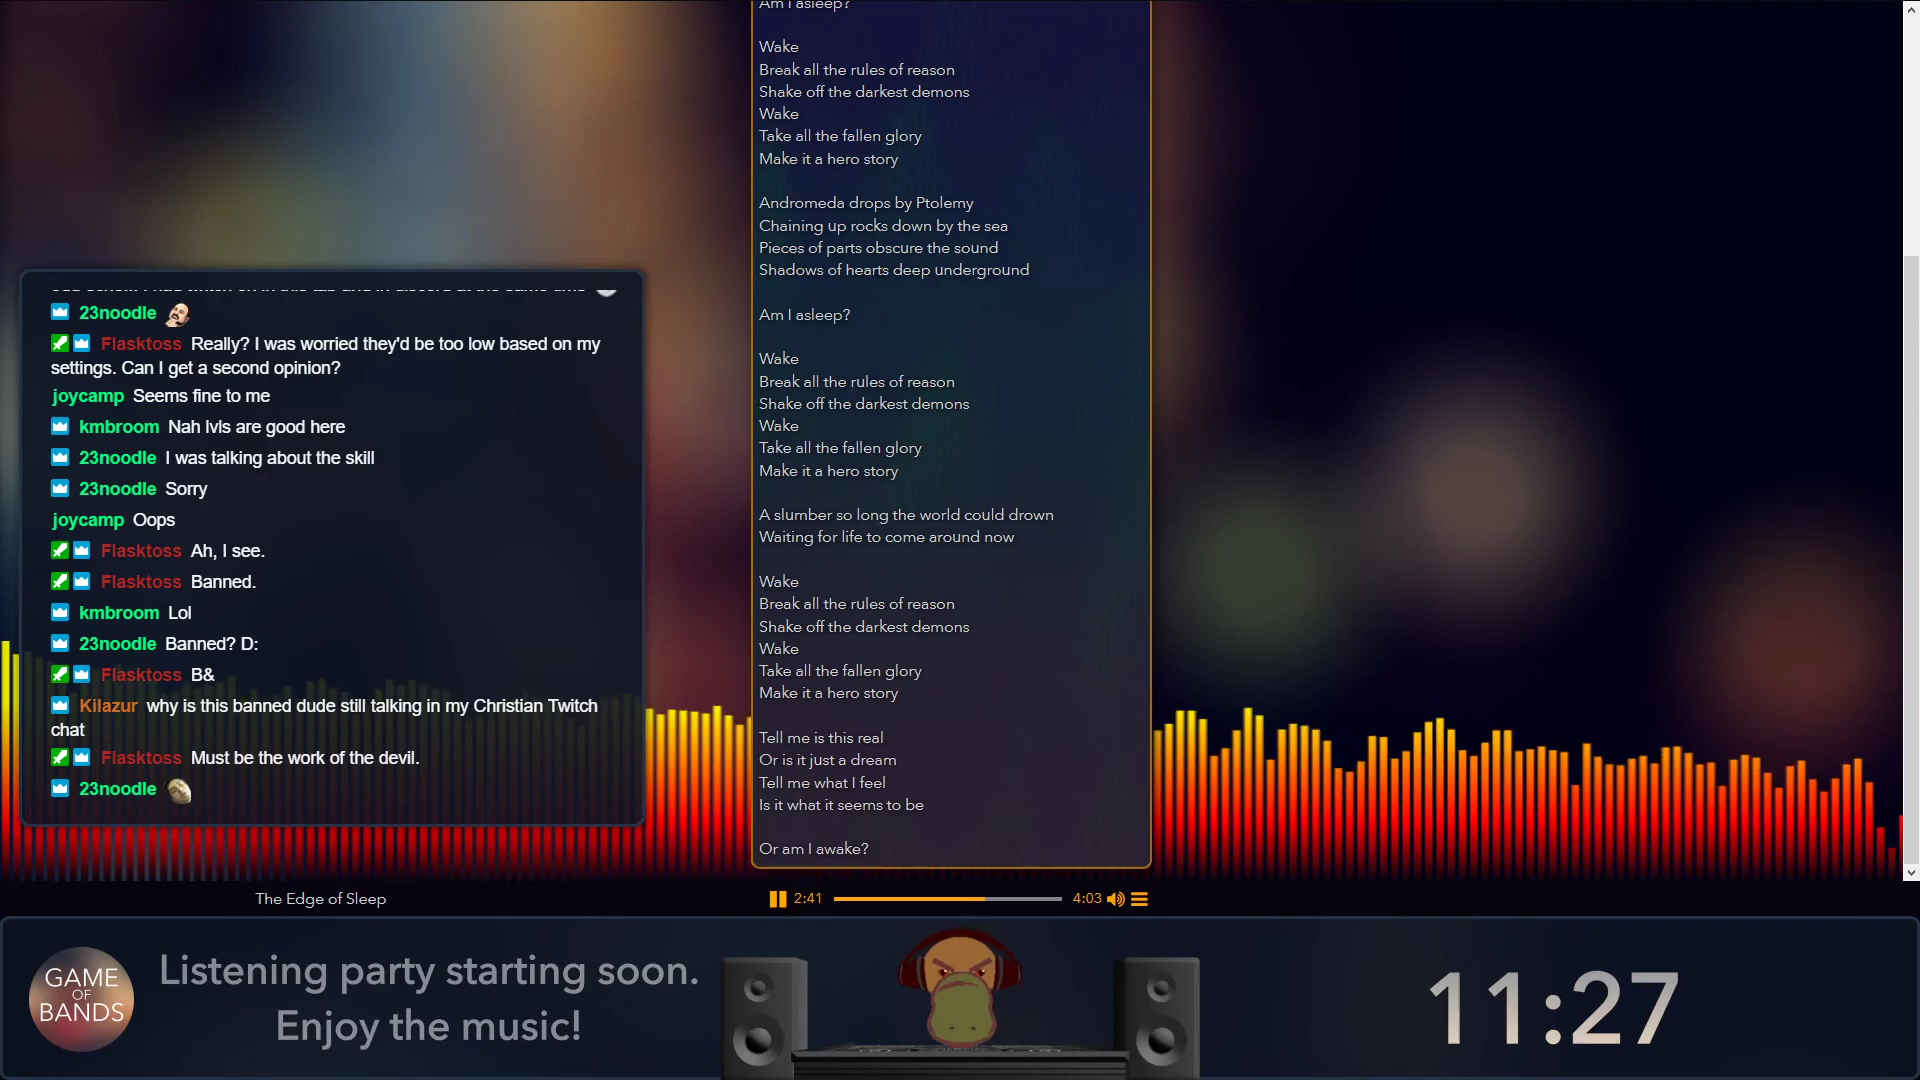 Am I asleep?
Wake
Break all the rules of reason
Shake off the darkest demons
Wake
Take all the fallen glory
Make it a hero story
Andromeda drops by Ptolemy
Chaining up rocks down by the sea
Pieces of parts obscure the sound
Shadows of hearts deep underground
Am I asleep?
Wake
Break all the rules of reason
Shake off the darkest demons
Wake
Take all the fallen glory
Make it a hero story
A slumber so long the world could drown
Waiting for life to come around now
Wake
Break all the rules of reason
Shake off the darkest demons
Wake
Take all the fallen glory
Make it a hero story
Tell me is this real
Or is it just a dream
Tell me what I feel
Is it what it seems to be
Or am I awake?
23noodle
Flasktoss Really? I was worried they'd be too low based on my
settings. Can I get a second opinion?
joycamp Seems fine to me
kmbroom Nah lvls are good here
23noodle I was talking about the skill
23noodle Sorry
joycamp Oops
Flasktoss Ah, I see.
Flasktoss Banned.
kmbroom Lol
23noodle Banned? D:
Flasktoss B&
Kilazur why is this banned dude still talking in my Christian Twitch
chat
Flasktoss Must be the work of the devil.
23noodle
The Edge of Sleep
2:41
4:03
GAME
OF
BANDS
Listening party starting soon.
Enjoy the music!
11:27